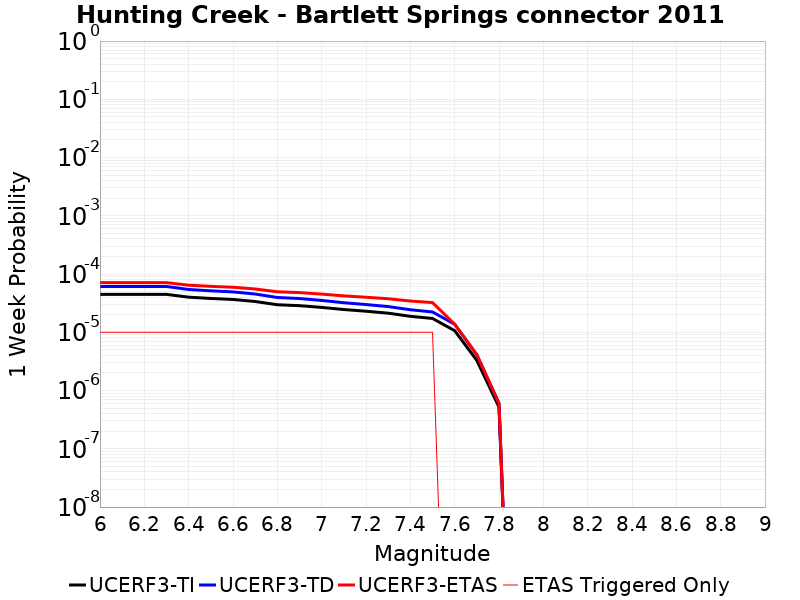 Hunting Creek - Bartlett Springs connector 2011
1 Week Probability
10^0
10^-1
10^-2
10^-3
10^-4
10^-5
10^-6
10^-7
10^-8
6 6.2 6.4 6.6 6.8 7 7.2 7.4 7.6 7.8 8 8.2 8.4 8.6 8.8 9
Magnitude
UCERF3-TI UCERF3-TD UCERF3-ETAS ETAS Triggered Only